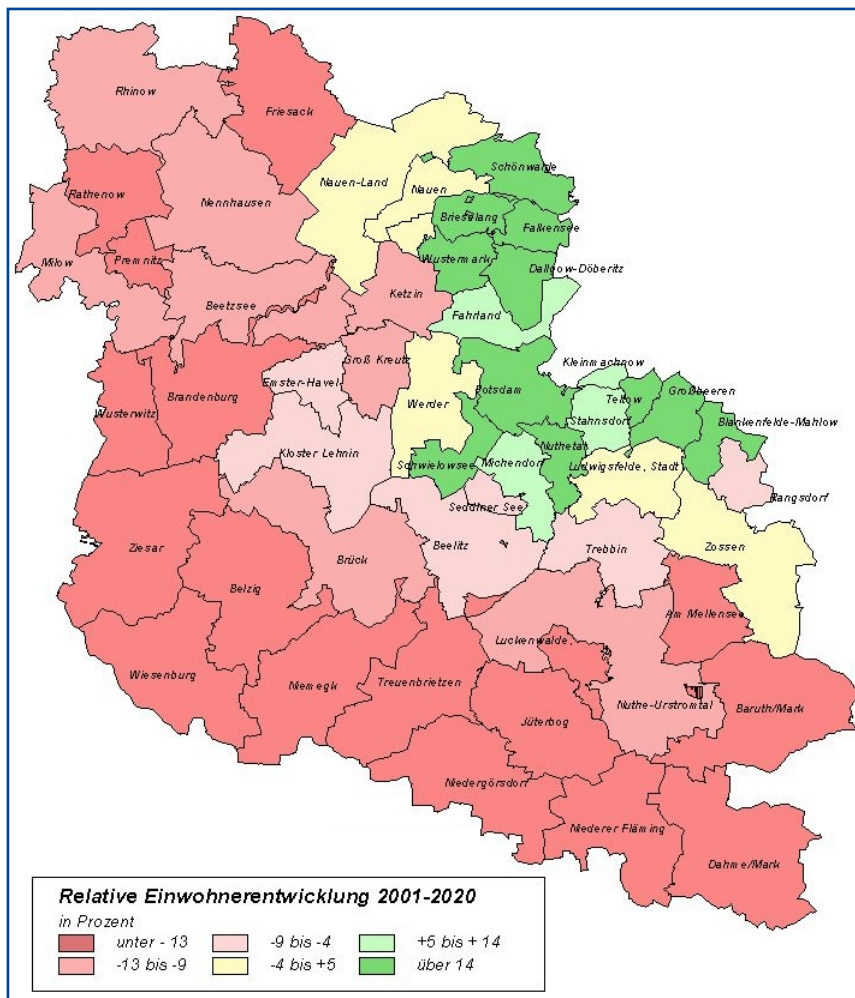 Rhinow
Friesack
Schönwalde
Nauen-Land
Nauen
Rathenow
Nennhausen
Brieselang
Falkensee
Premnitz
Wustermark
Milow
Dallgow-Döberitz
Ketzin
Beetzsee
Fahrland
Kleinmachnow
Groß Kreutz
Emster-Havel
Potsdam
Großbeeren
Brandenburg
Teltow
Werder
Wusterwitz
Stahnsdorf
Blankenfelde-Mahlow
Nuthetal
Kloster Lehnin
Michendorf
Schwielowsee
Ludwigsfelde, Stadt
Rangsdorf
Seddiner See
Ziesar
Beelitz
Trebbin
Zossen
Brück
Belzig
Am Mellensee
Luckenwalde,
Wiesenburg
Niemegk
Treuenbrietzen
Nuthe-Urstromtal
Baruth/Mark
Jüterbog
Niedergörsdorf
Niederer Fläming
Dahme/Mark
Relative Einwohnerentwicklung 2001-2020
in Prozent
unter - 13 -9 bis -4 +5 bis + 14
-13 bis -9 -4 bis +5 über 14